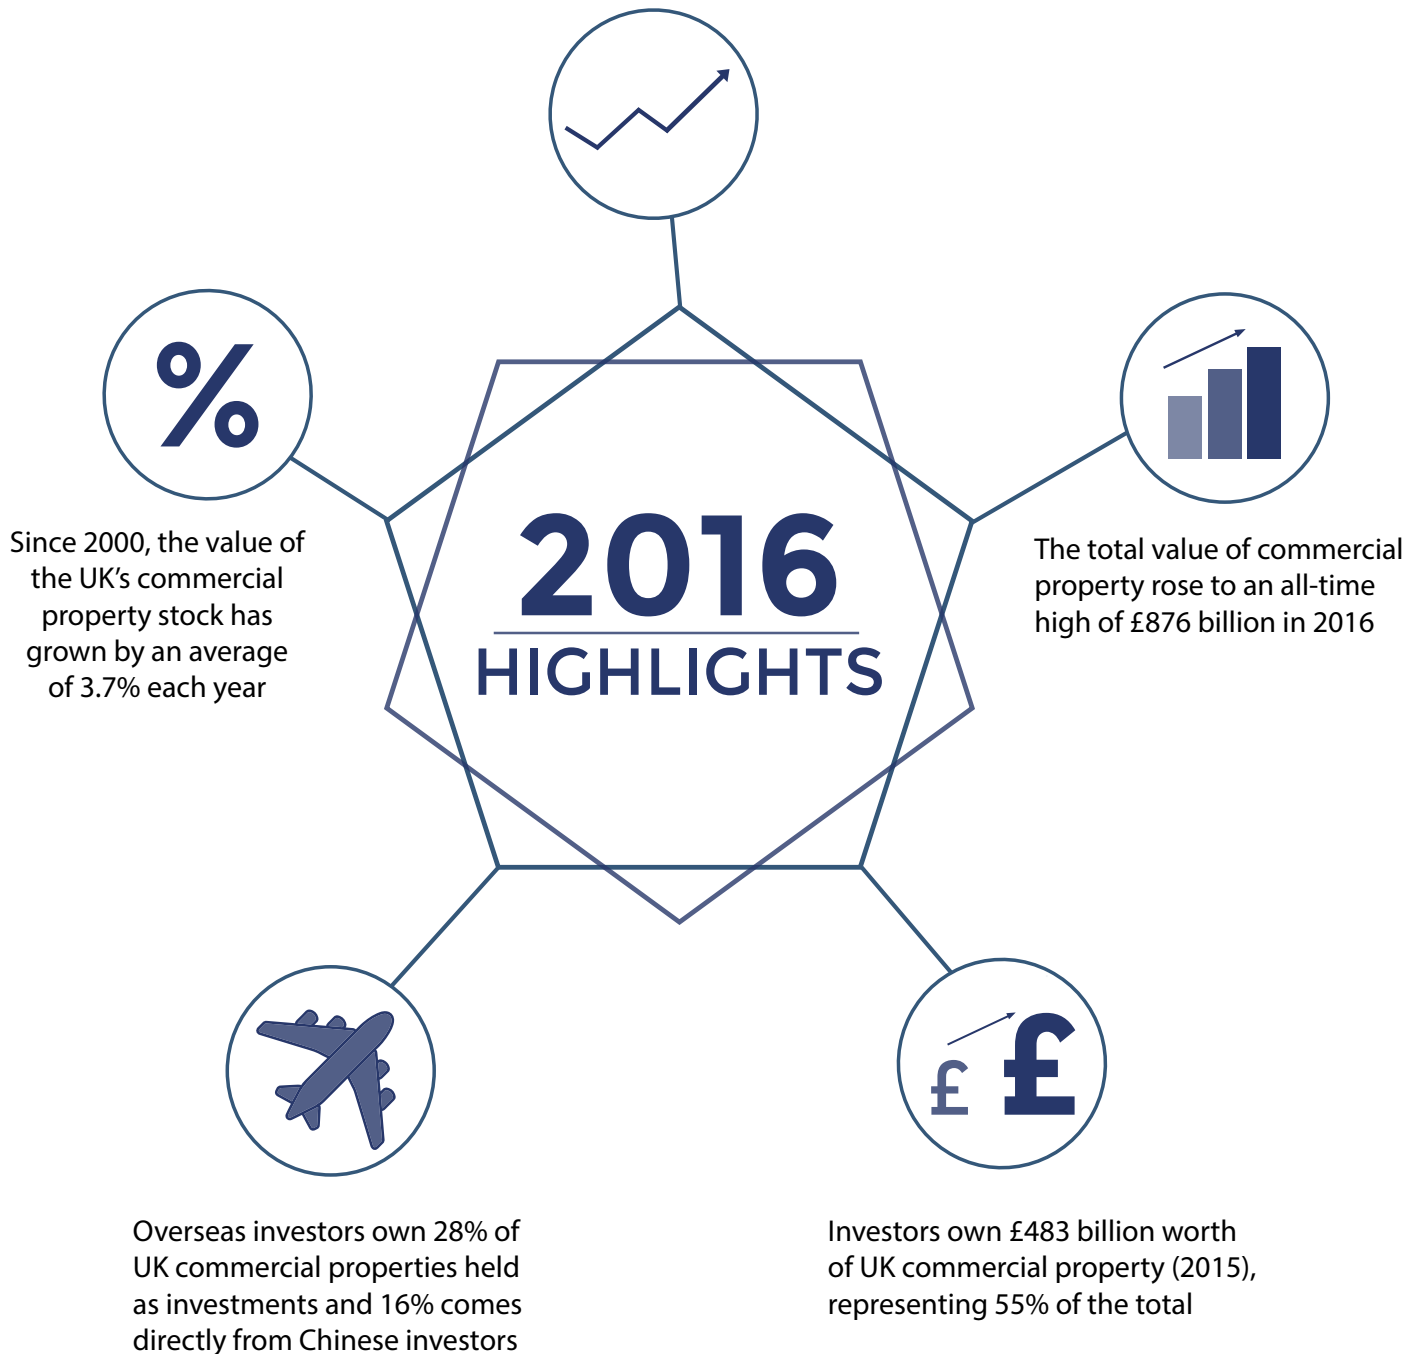 %
Since 2000, the value of
the UK’s commercial
property stock has
grown by an average
of 3.7% each year
2016
HIGHLIGHTS
The total value of commercial
property rose to an all-time
high of £876 billion in 2016
Overseas investors own 28% of
UK commercial properties held
as investments and 16% comes
directly from Chinese investors
£ £
Investors own £483 billion worth
of UK commercial property (2015),
representing 55% of the total